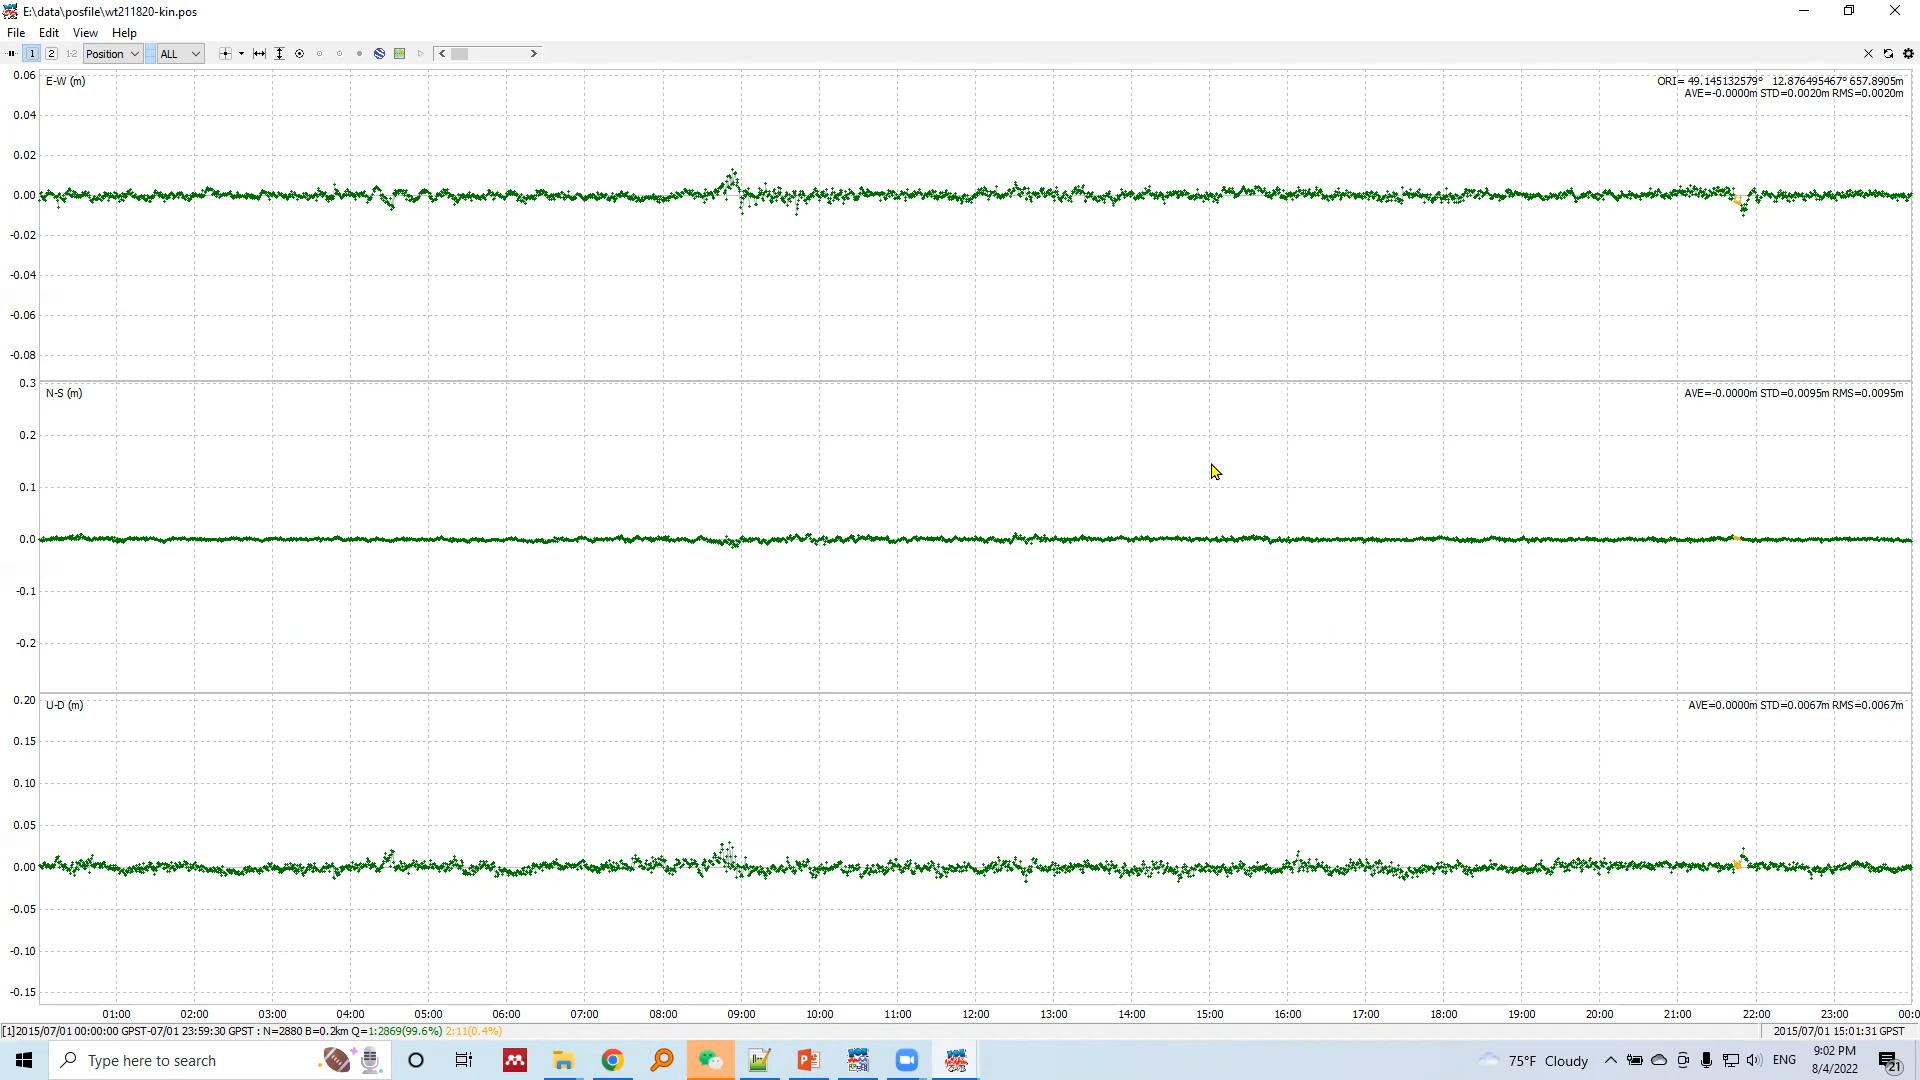 E:\data\posfile\wt211820-kin.pos
File Edit View Help
1 2 1-2 Position ALL
0.06
E-W (m)
ORI= 49.145132579° 12.876495467° 657.8905m
AVE=-0.0000m STD=0.0020m RMS=0.0020m
0.04
0.02
0.00
-0.02
-0.04
-0.06
-0.08
0.3
N-S (m)
AVE=-0.0000m STD=0.0095m RMS=0.0095m
0.2
0.1
0.0
-0.1
-0.2
0.20
U-D (m)
AVE=0.0000m STD=0.0067m RMS=0.0067m
0.15
0.10
0.05
0.00
-0.05
-0.10
-0.15
01:00 02:00 03:00 04:00 05:00 06:00 07:00 08:00 09:00 10:00 11:00 12:00 13:00 14:00 15:00 16:00 17:00 18:00 19:00 20:00 21:00 22:00 23:00 00:0
[1]2015/07/01 00:00:00 GPST-07/01 23:59:30 GPST : N=2880 B=0.2km Q=1:2869(99.6%) 2:11(0.4%)
2015/07/01 15:01:31 GPST
Type here to search
75°F Cloudy
ENG
9:02 PM
8/4/2022
21